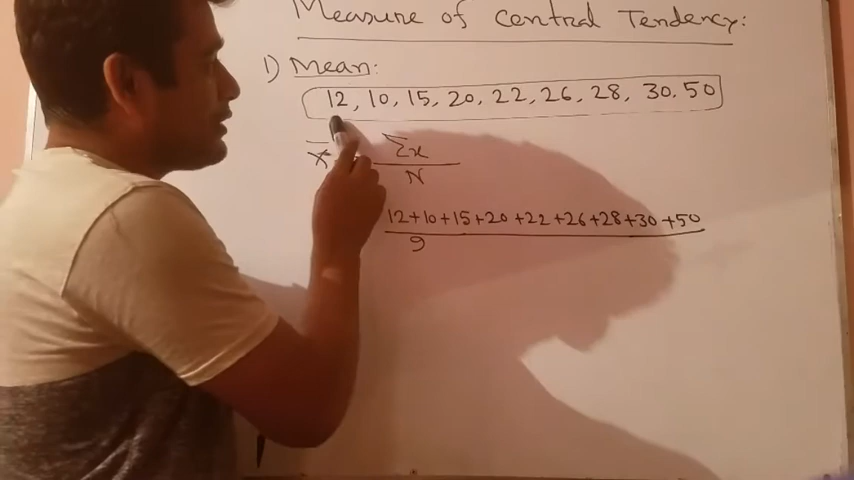 Measure of central Tendency:
1) Mean:
12, 10, 15, 20, 22, 26, 28, 30, 50
x̄ Σx
N
12+10+15+20+22+26+28+30+50
9